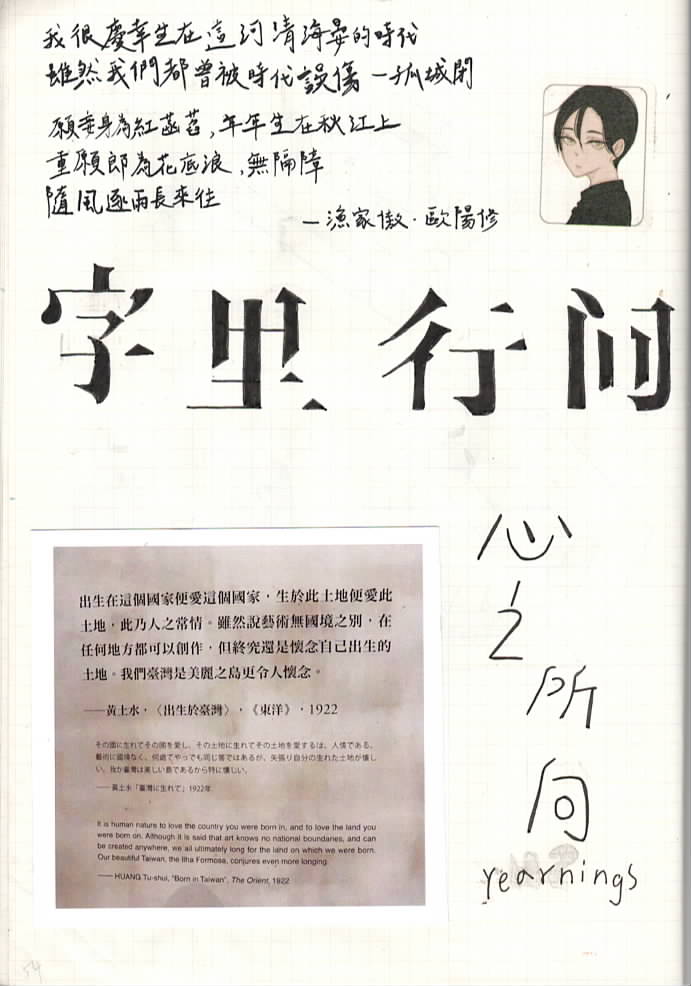 我很慶幸生在這河清海晏的時代
雖然我們都曾被時代誤傷 — 孤城閉
願妾身為紅菡萏，年年生在秋江上
重願郎為花底浪，無隔障
隨風逐雨長來往
— 漁家傲·歐陽修
字里行间
出生在這個國家便愛這個國家，生於此土地便愛此
土地，此乃人之常情。雖然說藝術無國境之別，在
任何地方都可以創作，但終究還是懷念自己出生的
土地。我們臺灣是美麗之島更令人懷念。
——黃土水，〈出生於臺灣〉，《東洋》，1922
その國に生れてその國を愛し、その土地に生れてその土地を愛するは、人情である。
藝術に國境なく、何處でやっても同じ筈ではあるが、矢張り自分の生れた土地が懷し
い。我が臺灣は美しい島であるから特に懷しい。
—— 黃土水「臺灣に生れて」1922年
It is human nature to love the country you were born in, and to love the land you
were born on. Although it is said that art knows no national boundaries, and can
be created anywhere, we all ultimately long for the land on which we were born.
Our beautiful Taiwan, the Ilha Formosa, conjures even more longing.
—— HUANG Tu-shui, "Born in Taiwan", The Orient, 1922
心
之
所
向
yearnings
54